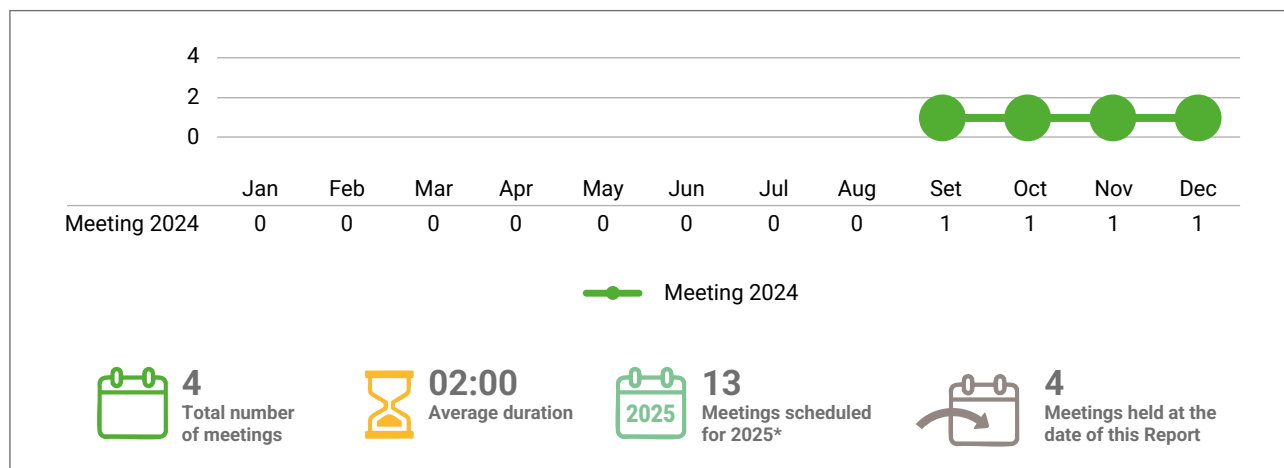 4
2
0
Jan Feb Mar Apr May Jun Jul Aug Set Oct Nov Dec
Meeting 2024 0 0 0 0 0 0 0 0 1 1 1 1
Meeting 2024
4
Total number
of meetings
02:00
Average duration
2025
13
Meetings scheduled
for 2025*
4
Meetings held at the
date of this Report